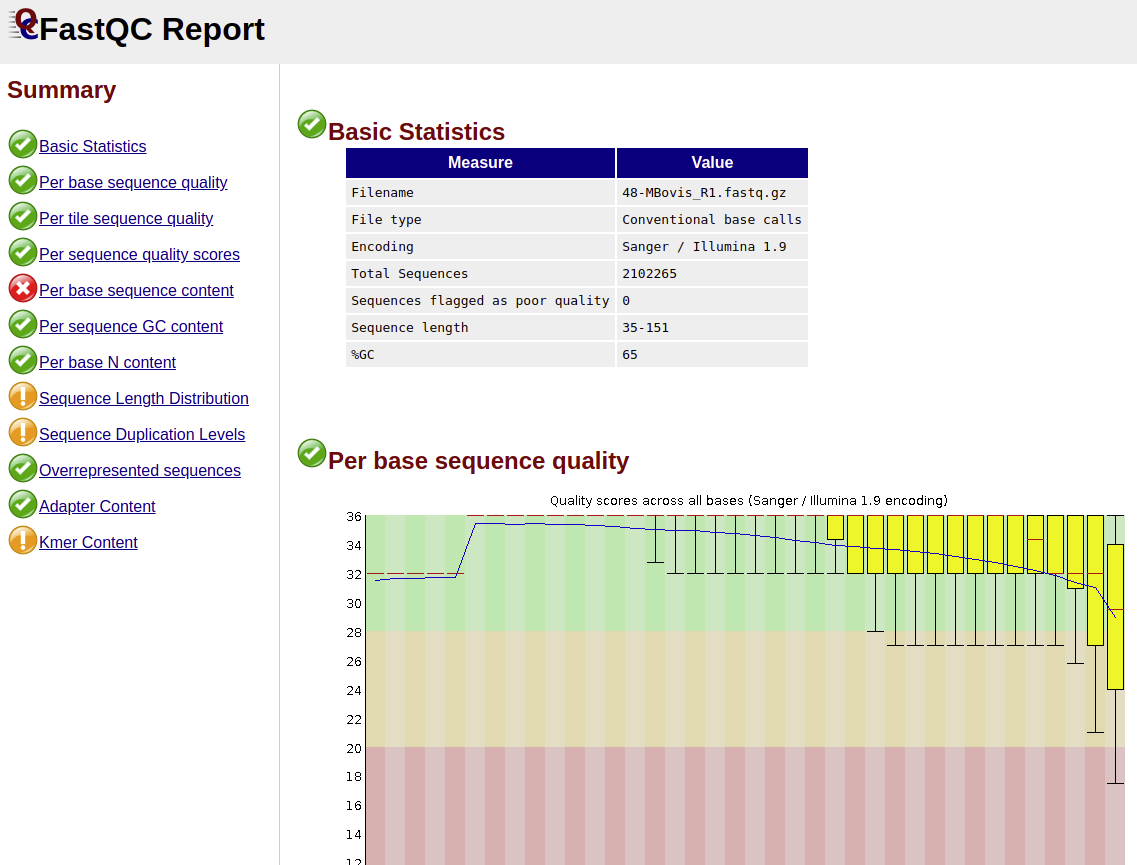 FastQC Report
Summary
Basic Statistics
Per base sequence quality
Per tile sequence quality
Per sequence quality scores
Per base sequence content
Per sequence GC content
Per base N content
Sequence Length Distribution
Sequence Duplication Levels
Overrepresented sequences
Adapter Content
Kmer Content
Basic Statistics
Measure Value
Filename 48-MBovis_R1.fastq.gz
File type Conventional base calls
Encoding Sanger / Illumina 1.9
Total Sequences 2102265
Sequences flagged as poor quality 0
Sequence length 35-151
%GC 65
Per base sequence quality
Quality scores across all bases (Sanger / Illumina 1.9 encoding)
36
34
32
30
28
26
24
22
20
18
16
14
12